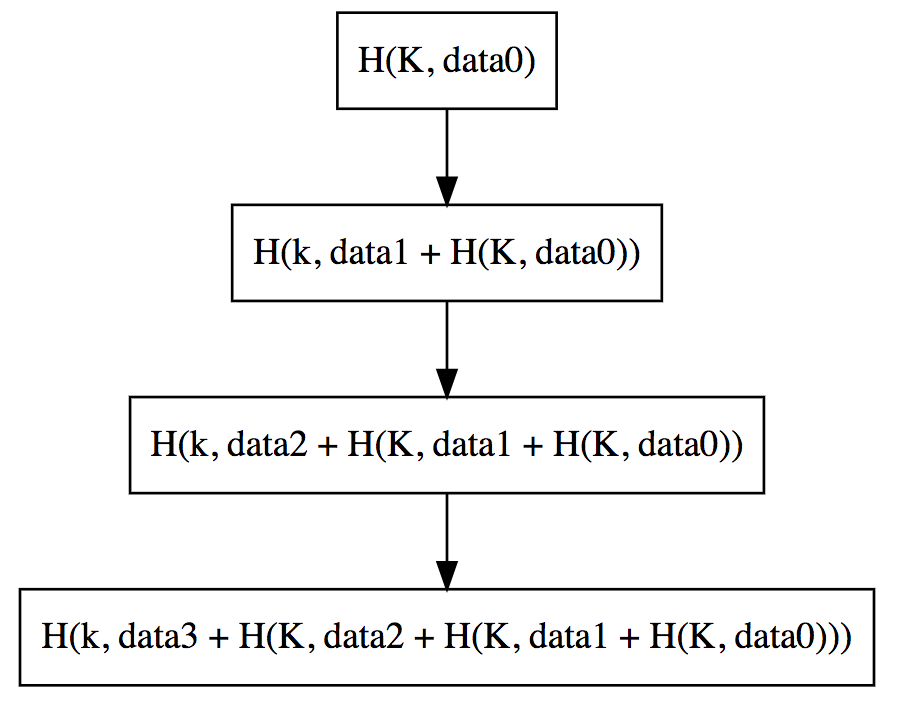 H(K, data0)
H(k, data1 + H(K, data0))
H(k, data2 + H(K, data1 + H(K, data0))
H(k, data3 + H(K, data2 + H(K, data1 + H(K, data0)))